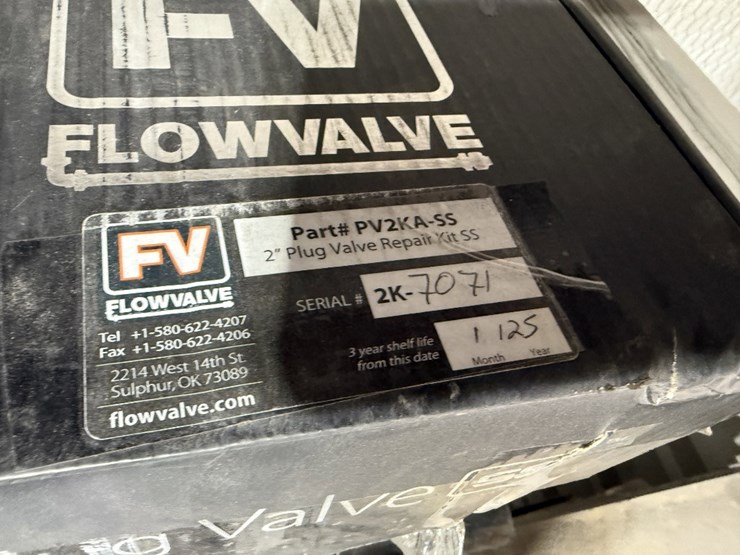 FV
FLOWVALVE
FV
FLOWVALVE
Part# PV2KA-SS
2" Plug Valve Repair Kit SS
SERIAL # 2K-7071
Tel +1-580-622-4207
Fax +1-580-622-4206
2214 West 14th St
Sulphur, OK 73089
flowvalve.com
3 year shelf life
from this date
1 125
Month Year
Valve